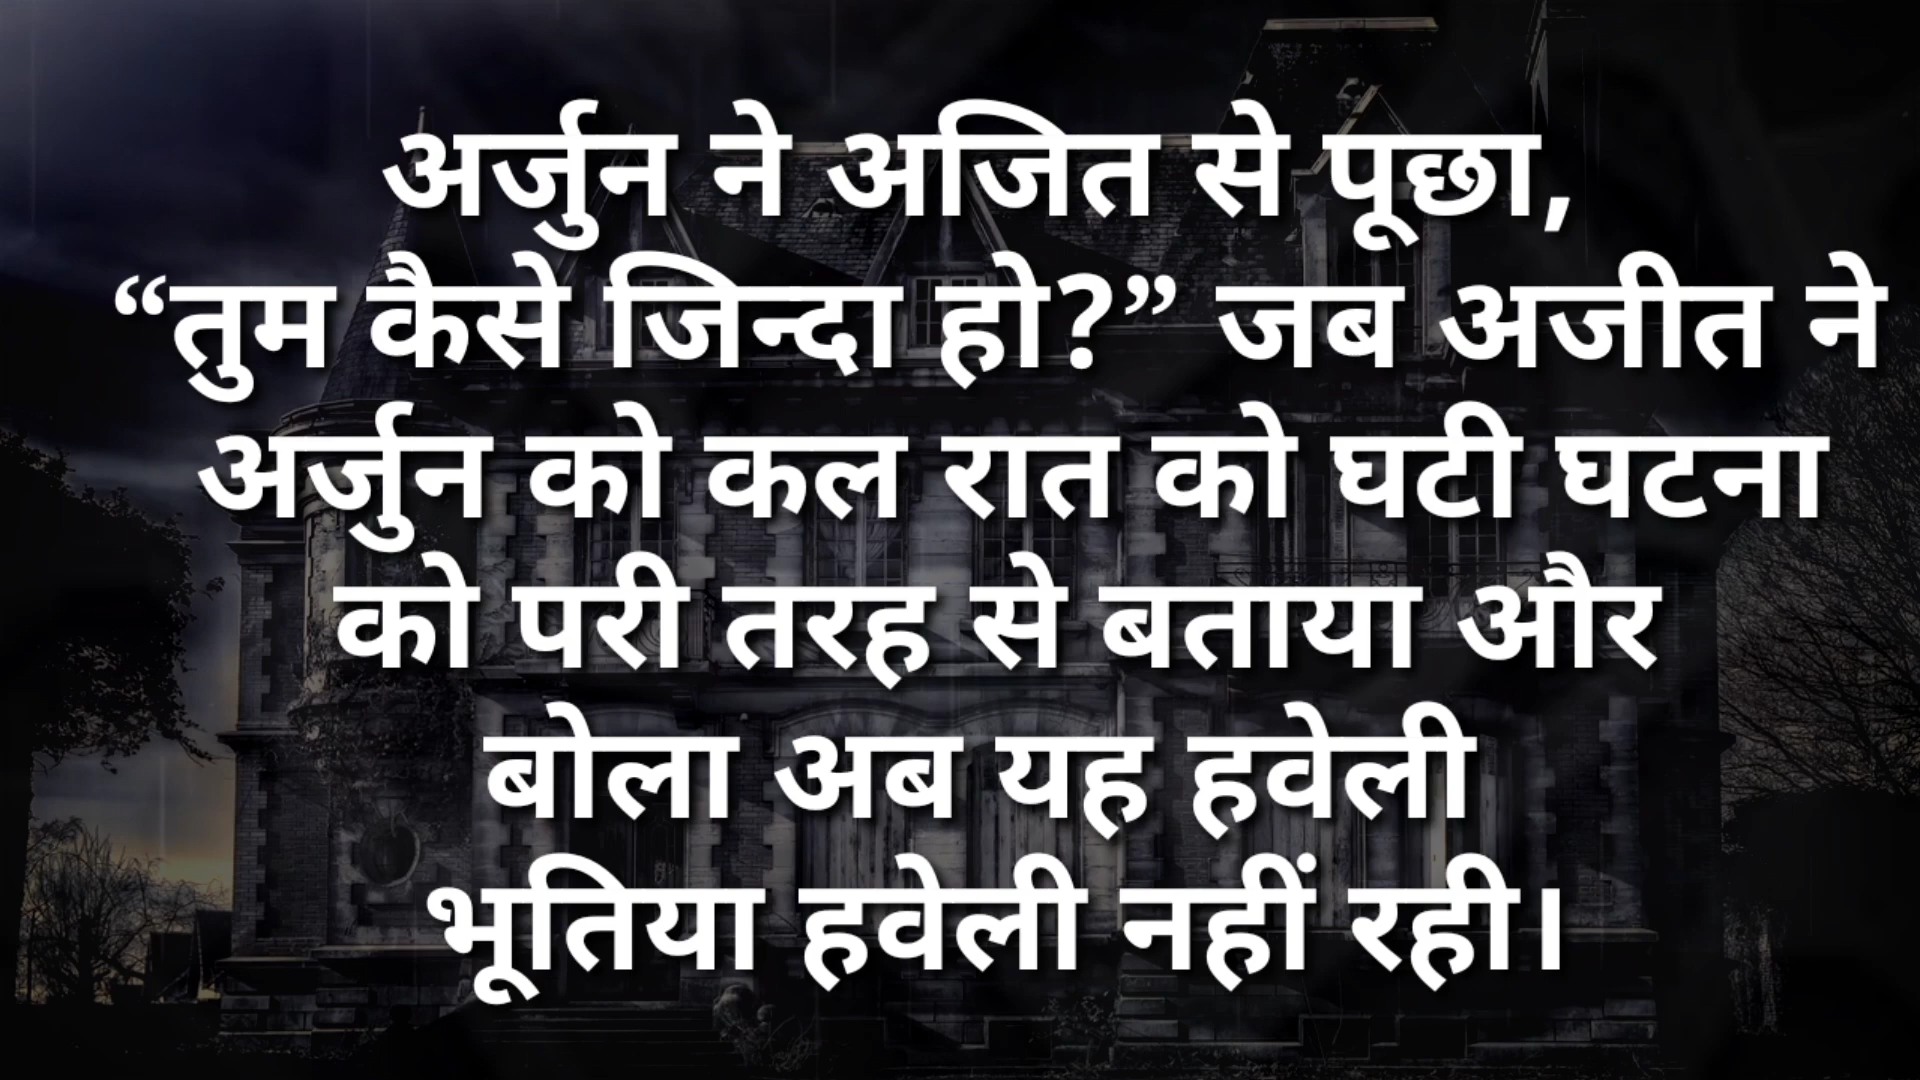 अर्जुन ने अजित से पूछा,
“तुम कैसे जिन्दा हो?” जब अजीत ने
अर्जुन को कल रात को घटी घटना
को परी तरह से बताया और
बोला अब यह हवेली
भूतिया हवेली नहीं रही।